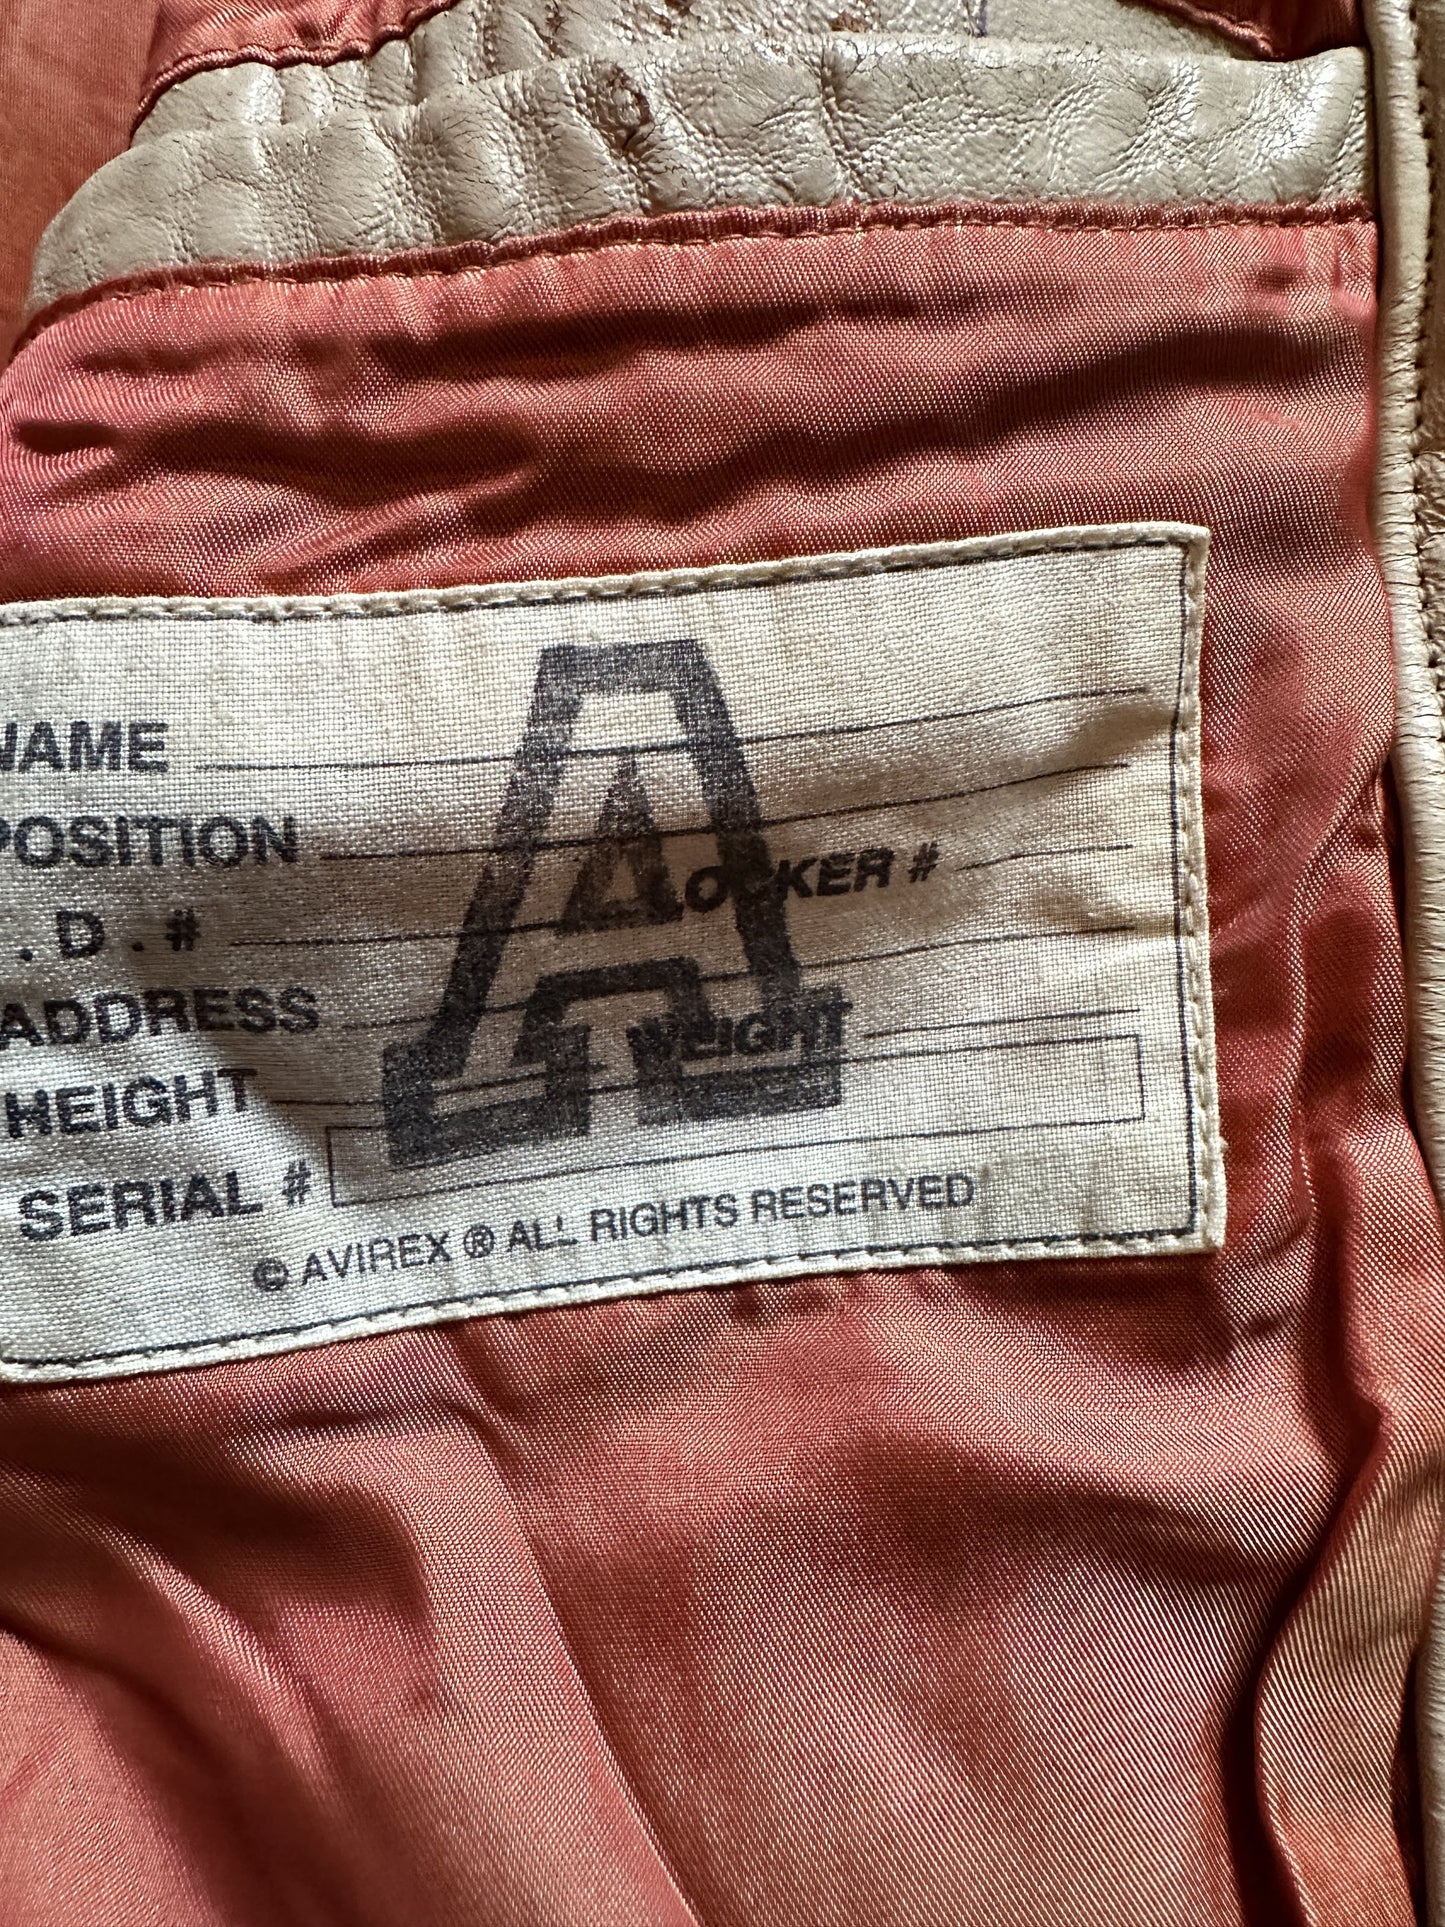 NAME
POSITION
. D . # LOCKER #
ADDRESS
HEIGHT WEIGHT
SERIAL #
© AVIREX ® ALL RIGHTS RESERVED
A